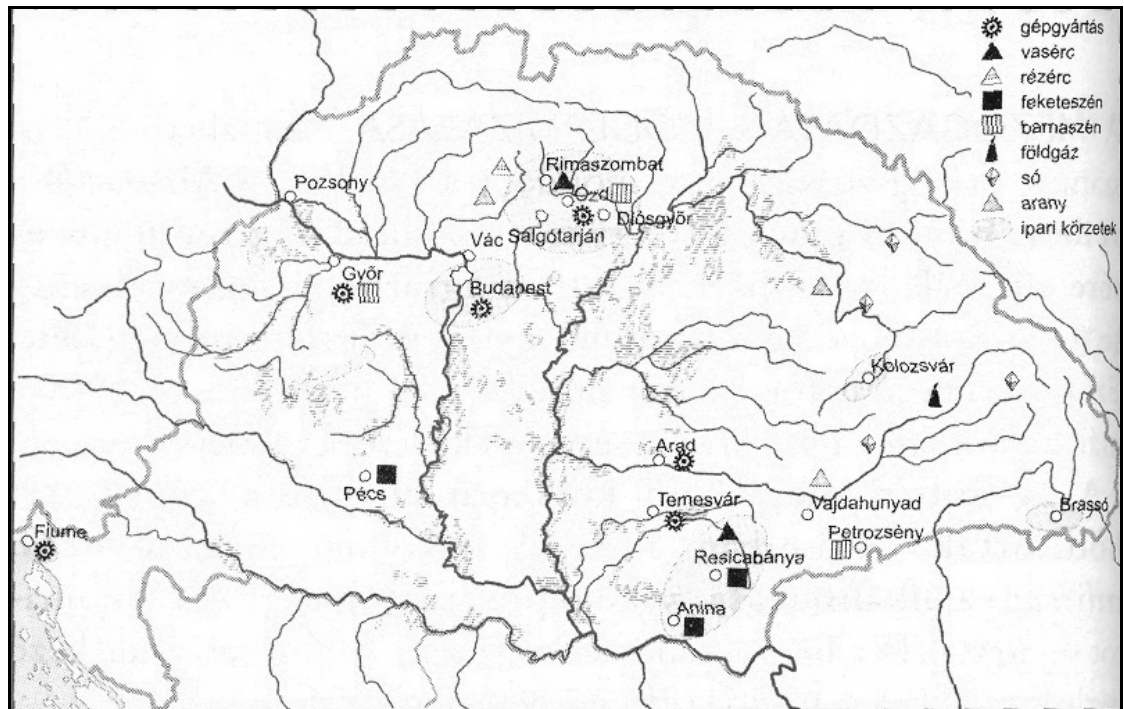 gépgyártás
vasérc
rézérc
feketeszén
barnaszén
földgáz
só
arany
ipari körzetek
Rimaszombat
Pozsony
Ózd
Diósgyőr
Salgótarján
Vác
Győr
Budapest
Kolozsvár
Arad
Pécs
Temesvár
Vajdahunyad
Brassó
Fiume
Petrozsény
Resicabánya
Anina